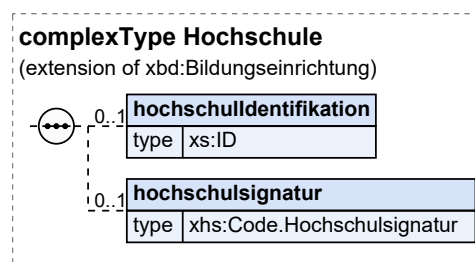 complexType Hochschule
(extension of xbd:Bildungseinrichtung)
0..1
hochschulIdentifikation
type xs:ID
0..1
hochschulsignatur
type xhs:Code.Hochschulsignatur